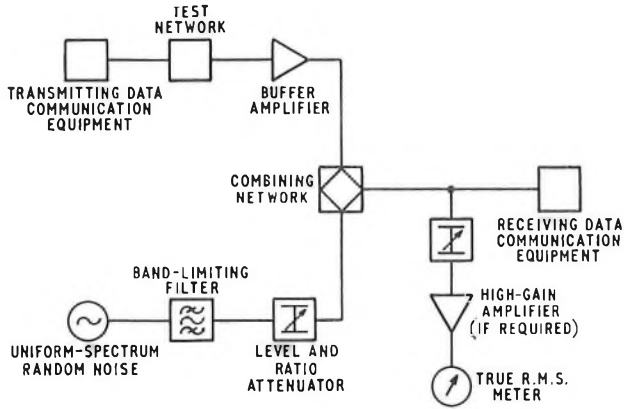 TEST
NETWORK
TRANSMITTING DATA
COMMUNICATION
EQUIPMENT
BUFFER
AMPLIFIER
COMBINING
NETWORK
RECEIVING DATA
COMMUNICATION
EQUIPMENT
BAND-LIMITING
FILTER
HIGH-GAIN
AMPLIFIER
(IF REQUIRED)
UNIFORM-SPECTRUM
RANDOM NOISE
LEVEL AND
RATIO
ATTENUATOR
TRUE R.M.S.
METER